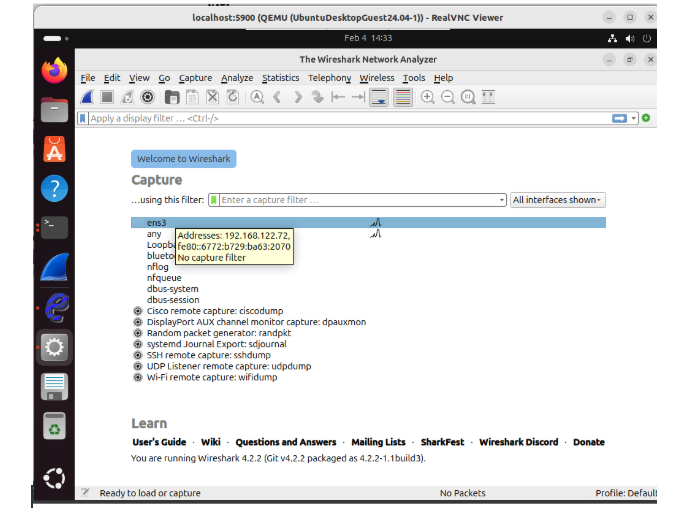 localhost:5900 (QEMU (UbuntuDesktopGuest24.04-1)) - RealVNC Viewer
Feb 4 14:33
The Wireshark Network Analyzer
File Edit View Go Capture Analyze Statistics Telephony Wireless Tools Help
Apply a display filter … <Ctrl-/>
Welcome to Wireshark
Capture
…using this filter: Enter a capture filter … All interfaces shown
ens3
any
Addresses: 192.168.122.72,
Loopba
fe80::6772:b729:ba63:2070
blueto
No capture filter
nflog
nfqueue
dbus-system
dbus-session
Cisco remote capture: ciscodump
DisplayPort AUX channel monitor capture: dpauxmon
Random packet generator: randpkt
systemd Journal Export: sdjournal
SSH remote capture: sshdump
UDP Listener remote capture: udpdump
Wi-Fi remote capture: wifidump
Learn
User's Guide · Wiki · Questions and Answers · Mailing Lists · SharkFest · Wireshark Discord · Donate
You are running Wireshark 4.2.2 (Git v4.2.2 packaged as 4.2.2-1.1build3).
Ready to load or capture No Packets Profile: Default